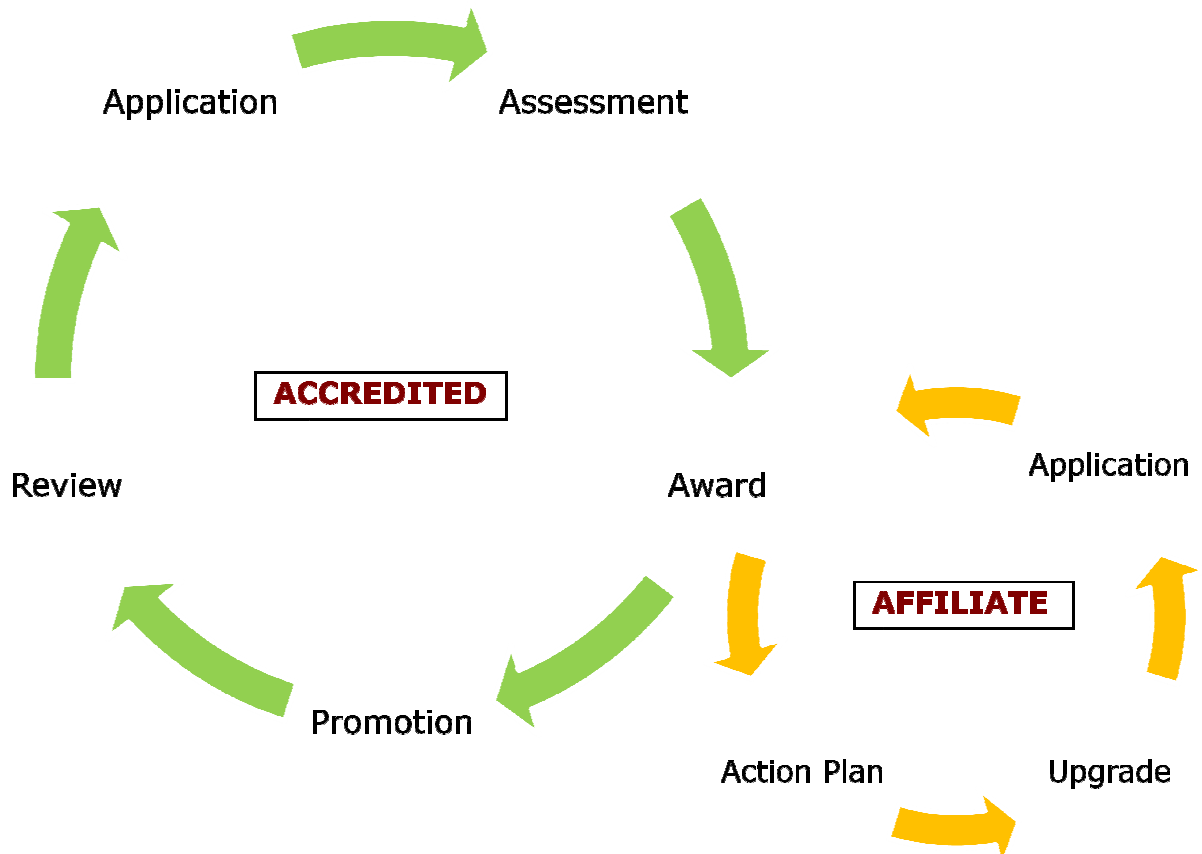 Application
Assessment
ACCREDITED
Review
Award
Application
AFFILIATE
Promotion
Action Plan
Upgrade